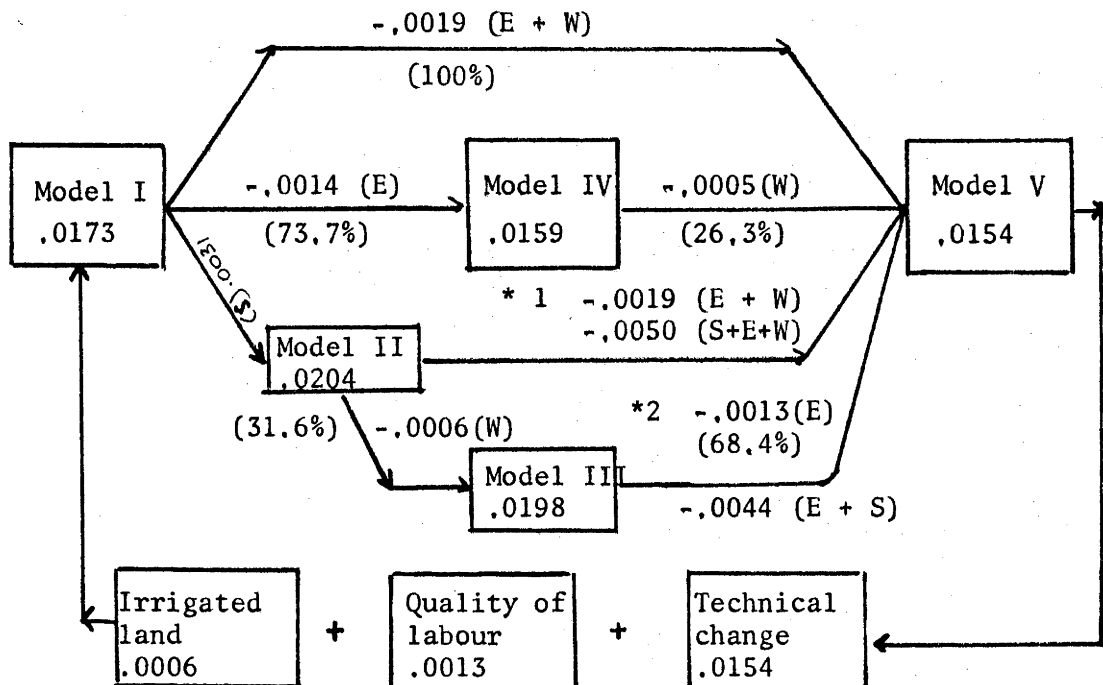 -.0019 (E + W)
(100%)
Model I
.0173
-.0014 (E)
(73.7%)
Model IV
.0159
-.0005(W)
(26.3%)
Model V
.0154
(S) .0031
* 1 -.0019 (E + W)
-.0050 (S+E+W)
Model II
.0204
(31.6%) -.0006(W)
*2 -.0013(E)
(68.4%)
Model III
.0198
-.0044 (E + S)
Irrigated
land
.0006
+
Quality of
labour
.0013
+
Technical
change
.0154